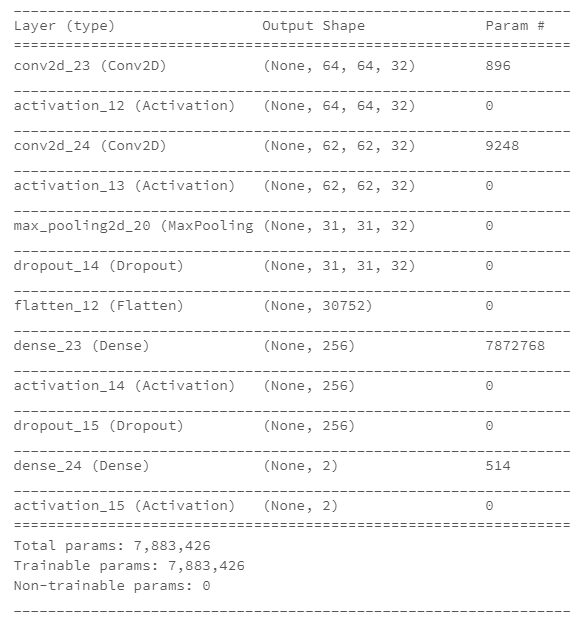 _________________________________________________________________
Layer (type)                 Output Shape              Param #
=================================================================
conv2d_23 (Conv2D)           (None, 64, 64, 32)        896
_________________________________________________________________
activation_12 (Activation)   (None, 64, 64, 32)        0
_________________________________________________________________
conv2d_24 (Conv2D)           (None, 62, 62, 32)        9248
_________________________________________________________________
activation_13 (Activation)   (None, 62, 62, 32)        0
_________________________________________________________________
max_pooling2d_20 (MaxPooling (None, 31, 31, 32)        0
_________________________________________________________________
dropout_14 (Dropout)         (None, 31, 31, 32)        0
_________________________________________________________________
flatten_12 (Flatten)         (None, 30752)             0
_________________________________________________________________
dense_23 (Dense)             (None, 256)               7872768
_________________________________________________________________
activation_14 (Activation)   (None, 256)               0
_________________________________________________________________
dropout_15 (Dropout)         (None, 256)               0
_________________________________________________________________
dense_24 (Dense)             (None, 2)                 514
_________________________________________________________________
activation_15 (Activation)   (None, 2)                 0
=================================================================
Total params: 7,883,426
Trainable params: 7,883,426
Non-trainable params: 0
_________________________________________________________________